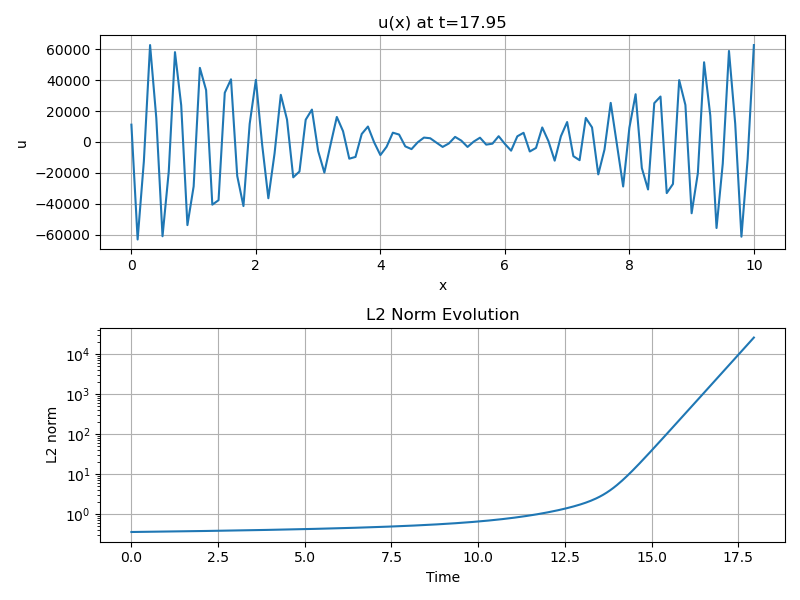 u(x) at t=17.95
60000
40000
20000
0
−20000
−40000
−60000
u
0 2 4 6 8 10
x
L2 Norm Evolution
10⁴
10³
10²
10¹
10⁰
L2 norm
0.0 2.5 5.0 7.5 10.0 12.5 15.0 17.5
Time